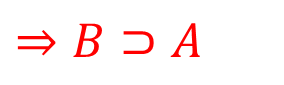 ⇒ 𝐵 ⊃ 𝐴